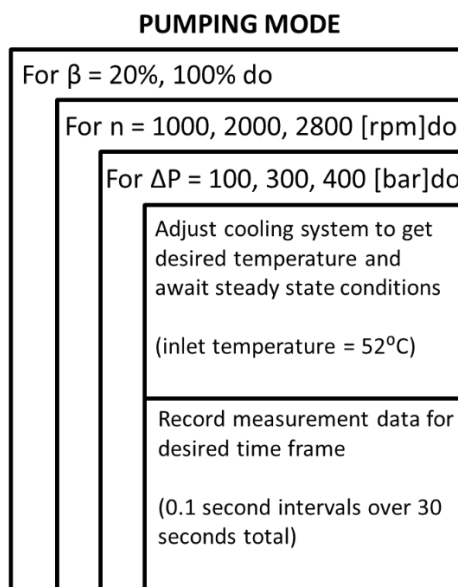 PUMPING MODE
For β = 20%, 100% do
For n = 1000, 2000, 2800 [rpm]do
For ΔP = 100, 300, 400 [bar]do
Adjust cooling system to get
desired temperature and
await steady state conditions
(inlet temperature = 52⁰C)
Record measurement data for
desired time frame
(0.1 second intervals over 30
seconds total)